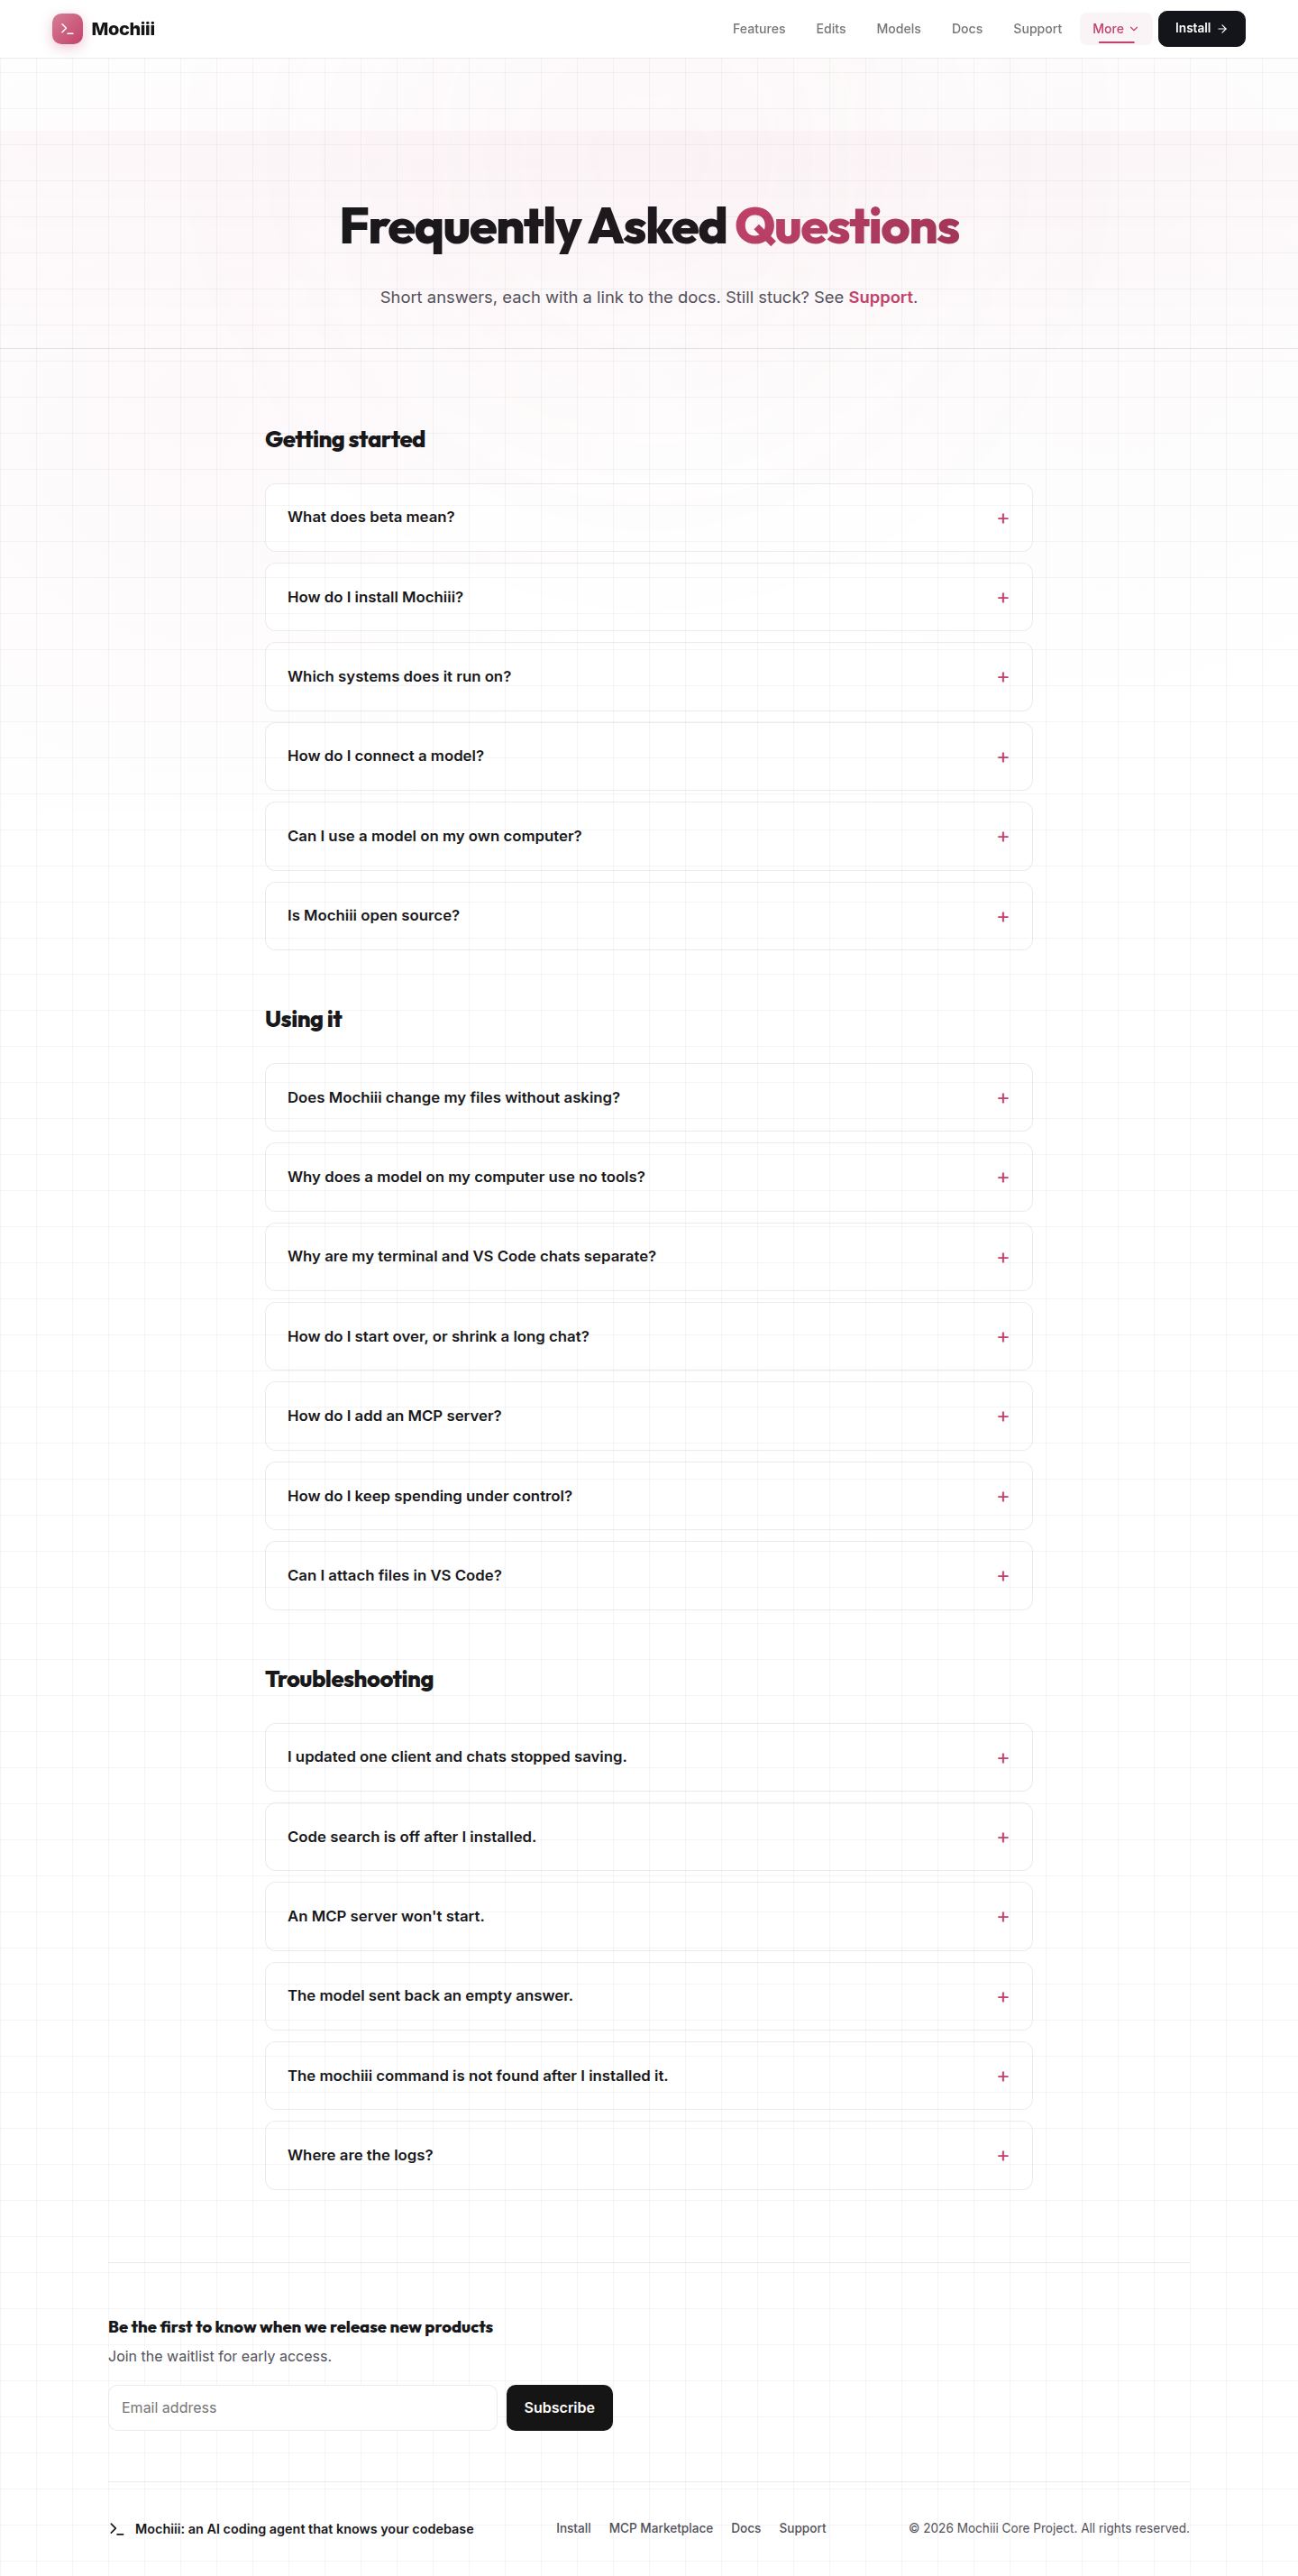 Mochiii
Features
Edits
Models
Docs
Support
More
Install →
Frequently Asked Questions
Short answers, each with a link to the docs. Still stuck? See Support.
Getting started
What does beta mean?
+
How do I install Mochiii?
+
Which systems does it run on?
+
How do I connect a model?
+
Can I use a model on my own computer?
+
Is Mochiii open source?
+
Using it
Does Mochiii change my files without asking?
+
Why does a model on my computer use no tools?
+
Why are my terminal and VS Code chats separate?
+
How do I start over, or shrink a long chat?
+
How do I add an MCP server?
+
How do I keep spending under control?
+
Can I attach files in VS Code?
+
Troubleshooting
I updated one client and chats stopped saving.
+
Code search is off after I installed.
+
An MCP server won't start.
+
The model sent back an empty answer.
+
The mochiii command is not found after I installed it.
+
Where are the logs?
+
Be the first to know when we release new products
Join the waitlist for early access.
Email address
Subscribe
Mochiii: an AI coding agent that knows your codebase
Install
MCP Marketplace
Docs
Support
© 2026 Mochiii Core Project. All rights reserved.